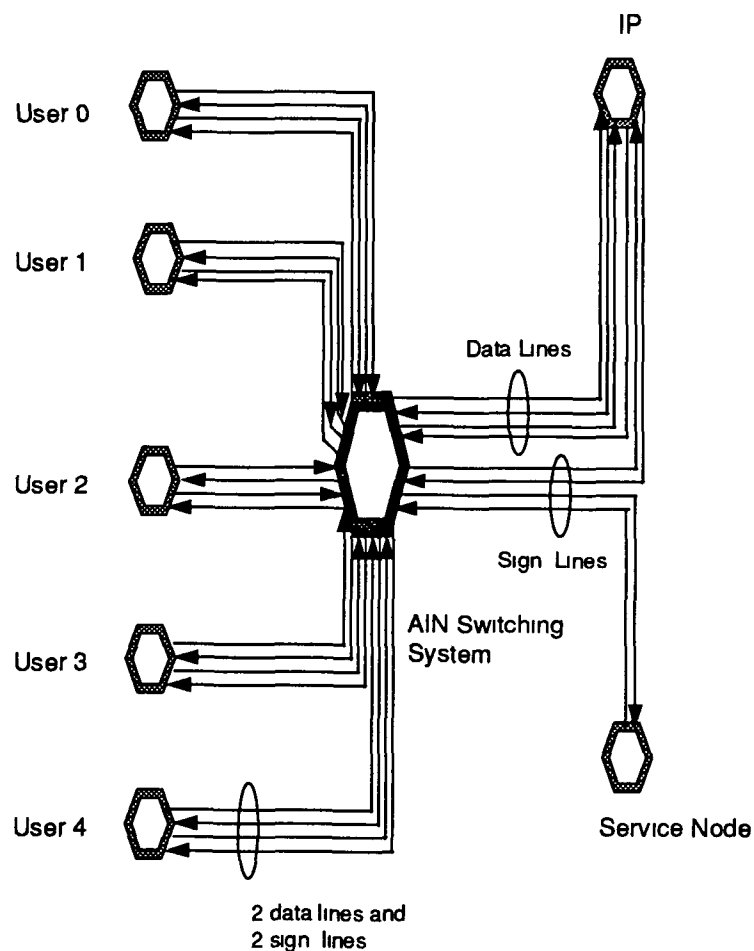 IP
User 0
User 1
Data Lines
User 2
Sign Lines
AIN Switching
System
User 3
User 4
Service Node
2 data lines and
2 sign lines